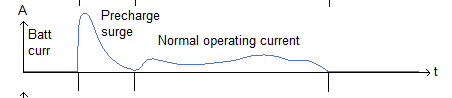 A
Precharge
surge
Batt
curr
Normal operating current
t